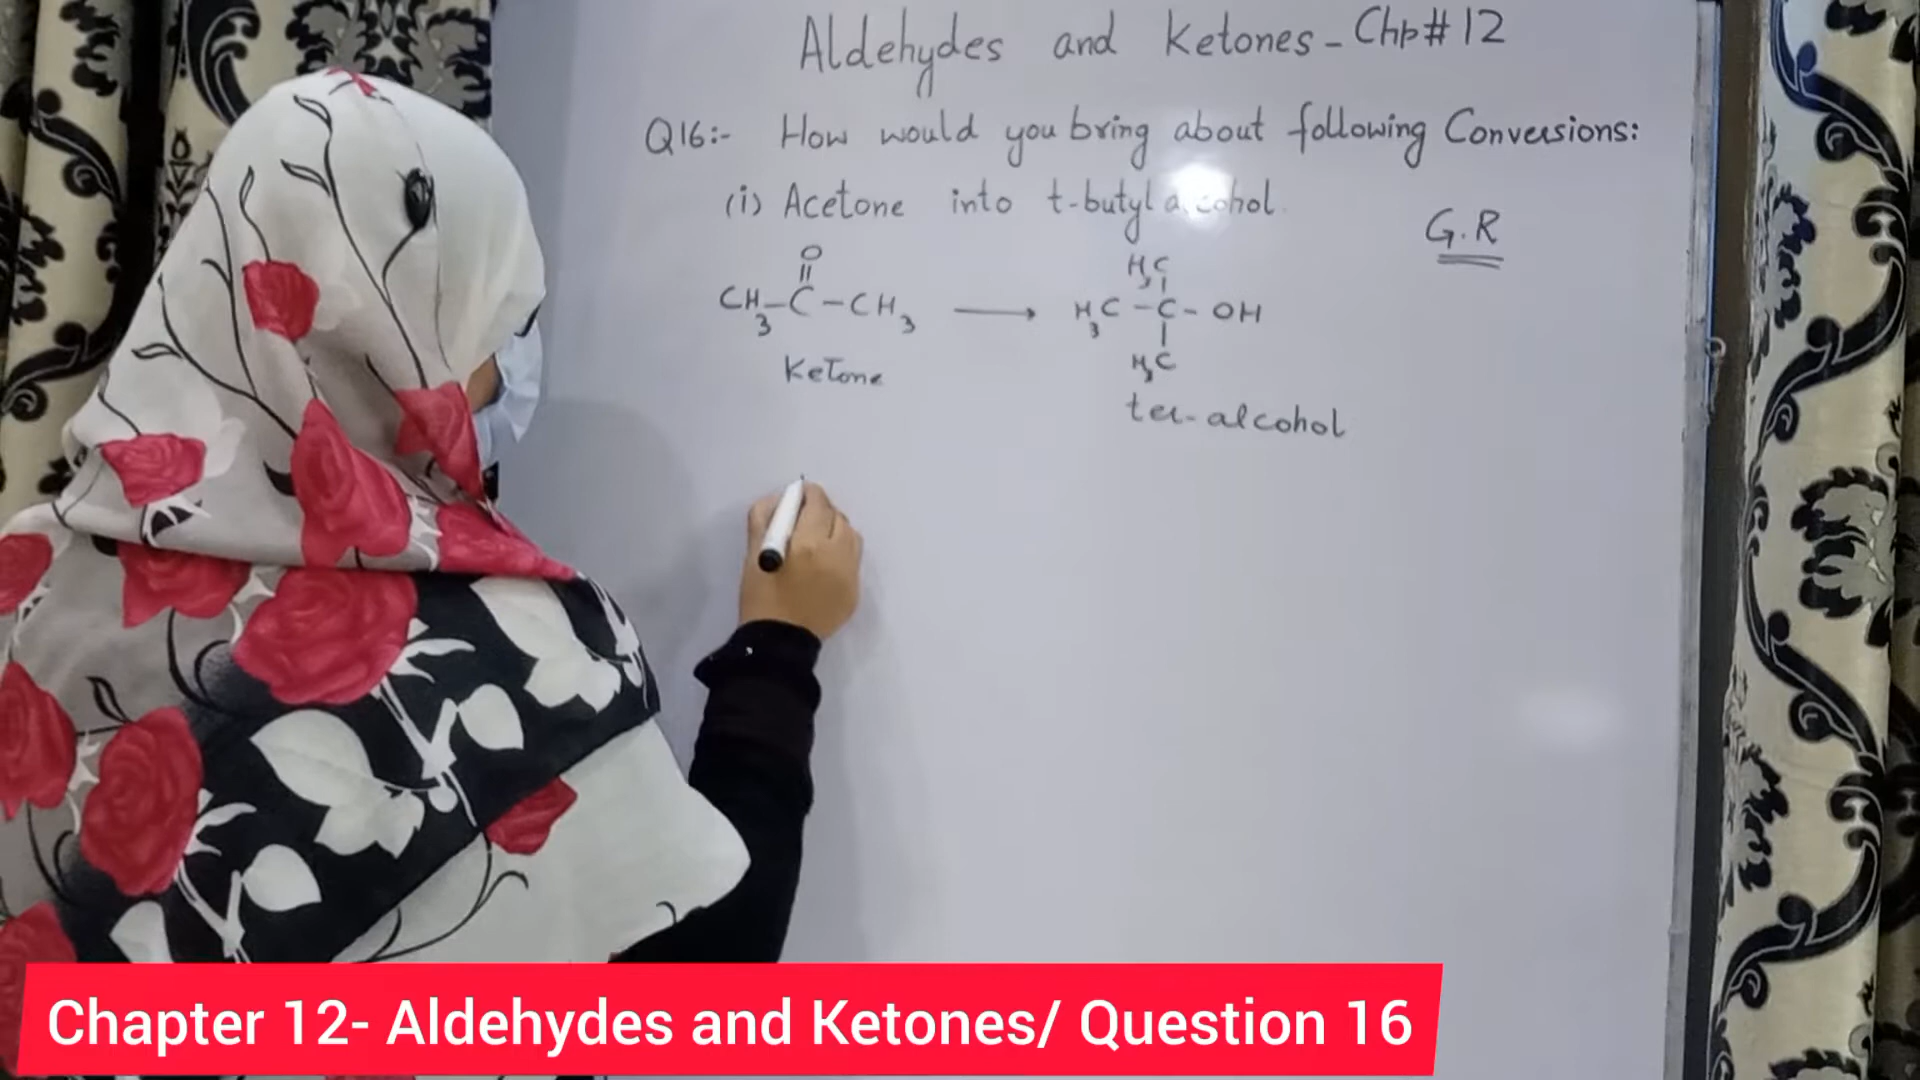 Aldehydes and Ketones - Chp# 12
Q16:- How would you bring about following Conversions:
(i) Acetone into t-butyl alcohol.
G.R
O
||
CH3-C-CH3 ⟶ H3C-C-OH
H3C
H3C
Ketone
ter-alcohol
Chapter 12- Aldehydes and Ketones/ Question 16